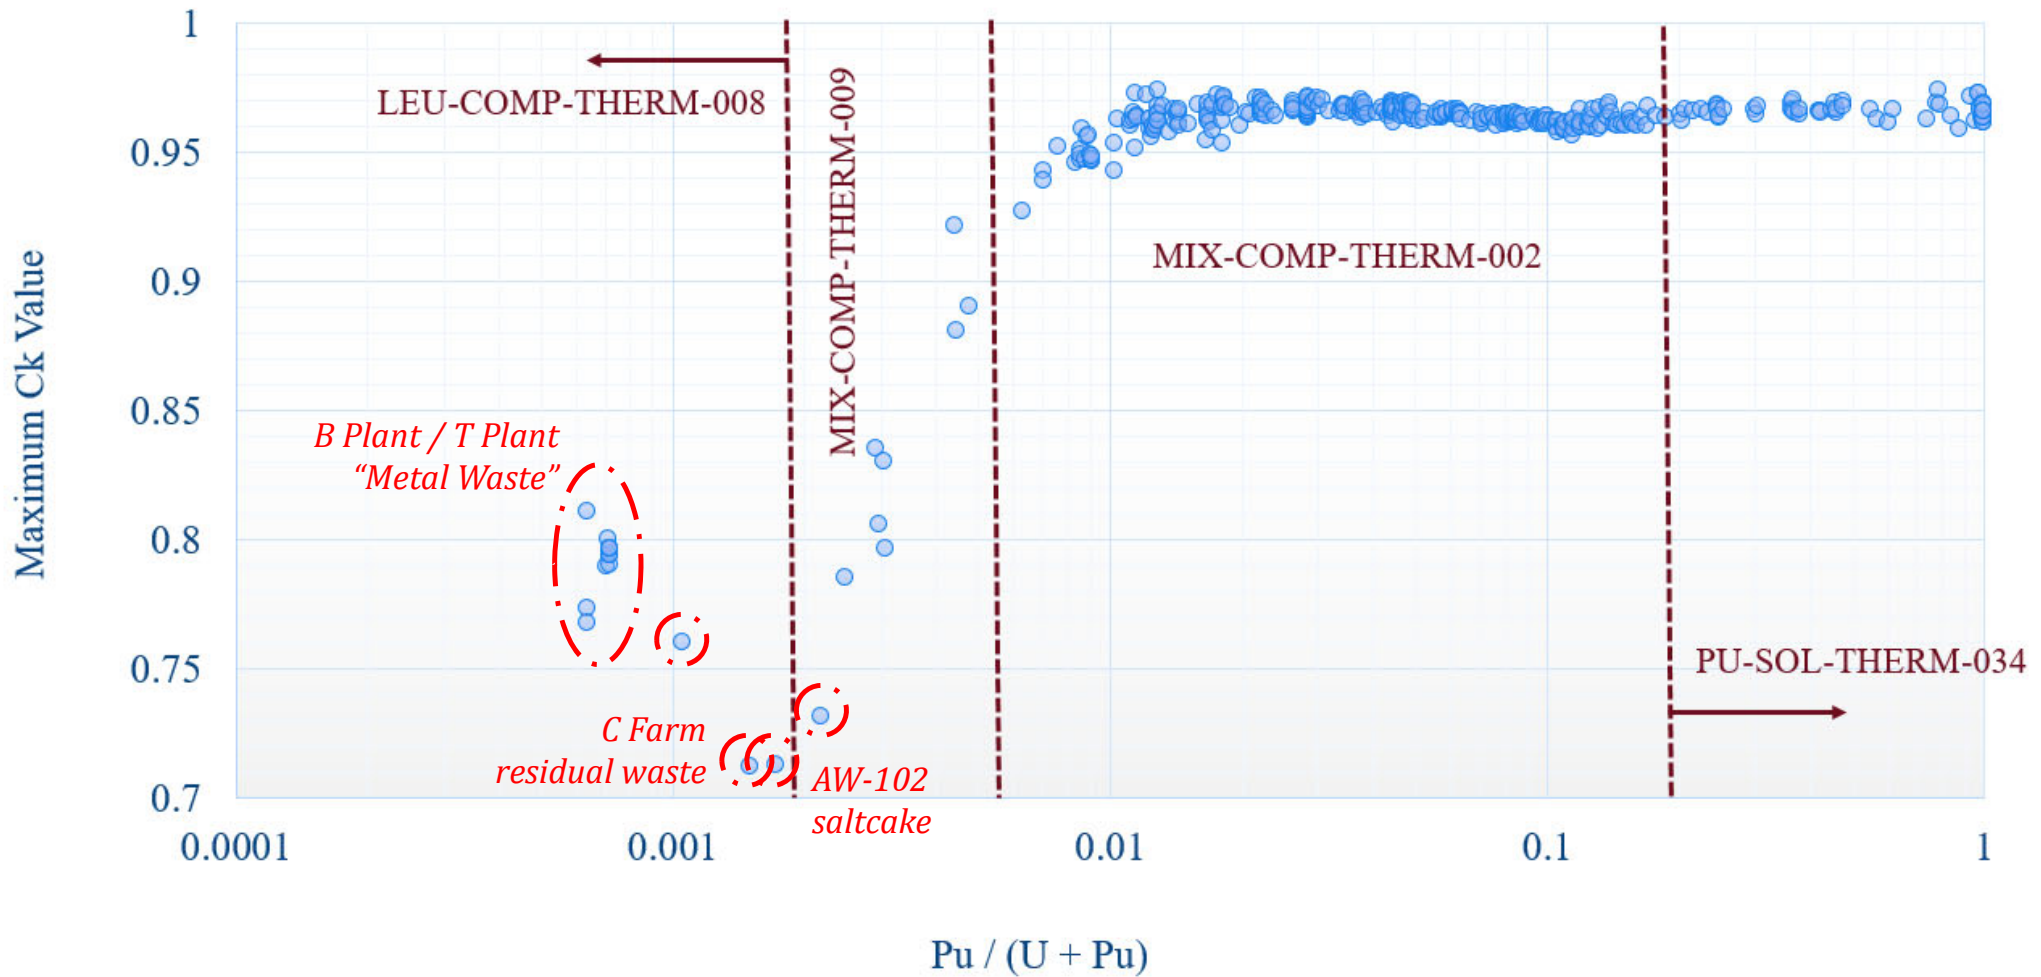 1
0.95
0.9
0.85
0.8
0.75
0.7
Maximum Ck Value
LEU-COMP-THERM-008
MIX-COMP-THERM-009
MIX-COMP-THERM-002
PU-SOL-THERM-034
B Plant / T Plant
“Metal Waste”
C Farm
residual waste
AW-102
saltcake
0.0001
0.001
0.01
0.1
1
Pu / (U + Pu)